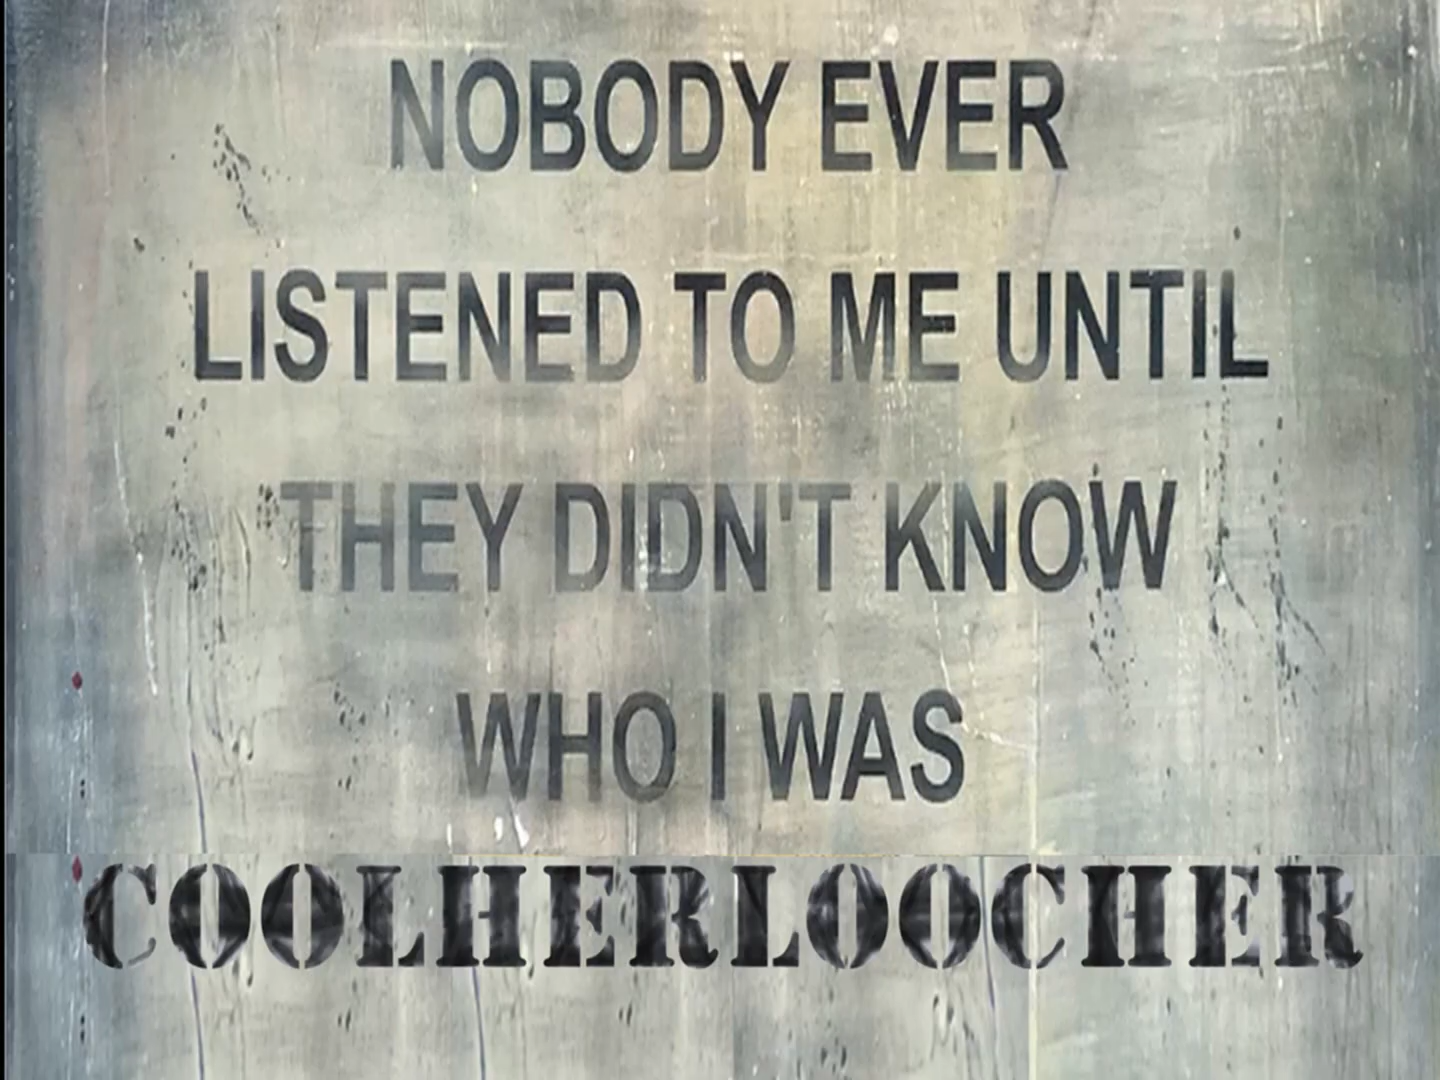 NOBODY EVER
LISTENED TO ME UNTIL
THEY DIDN'T KNOW
WHO I WAS
COOLHERLOOCHER